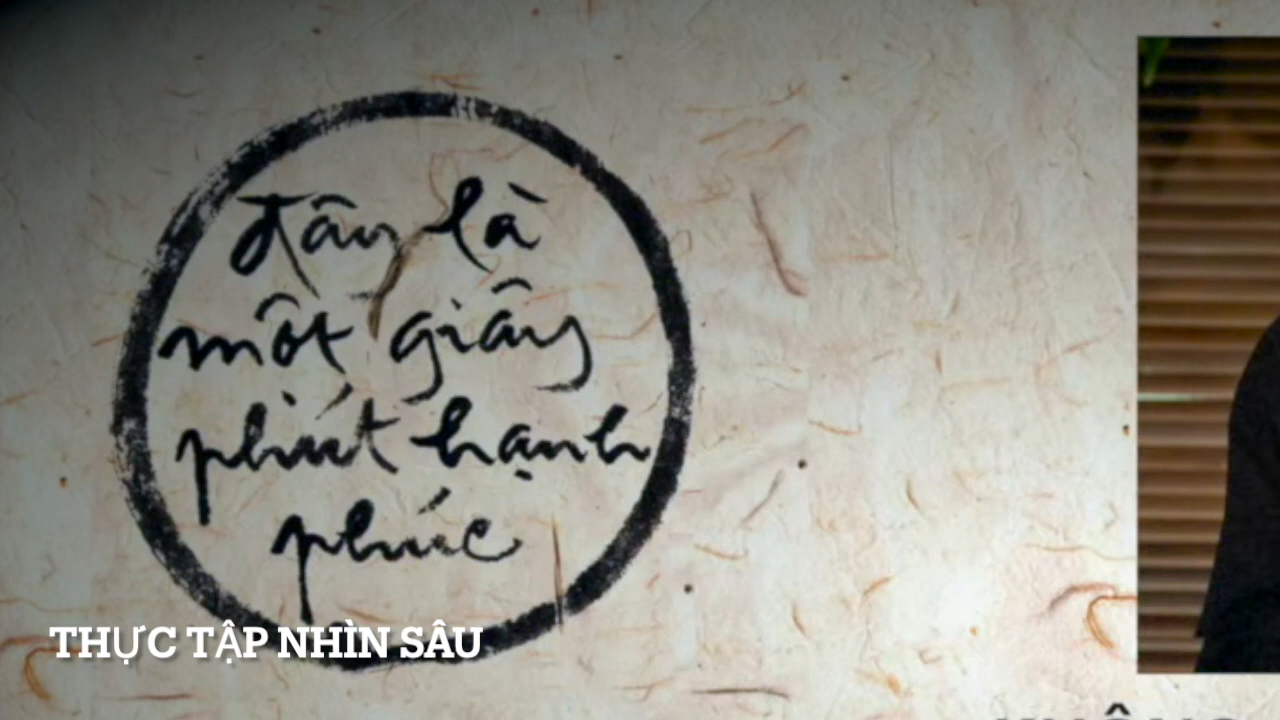 đây là
một giây
phút hạnh
phúc
THỰC TẬP NHÌN SÂU